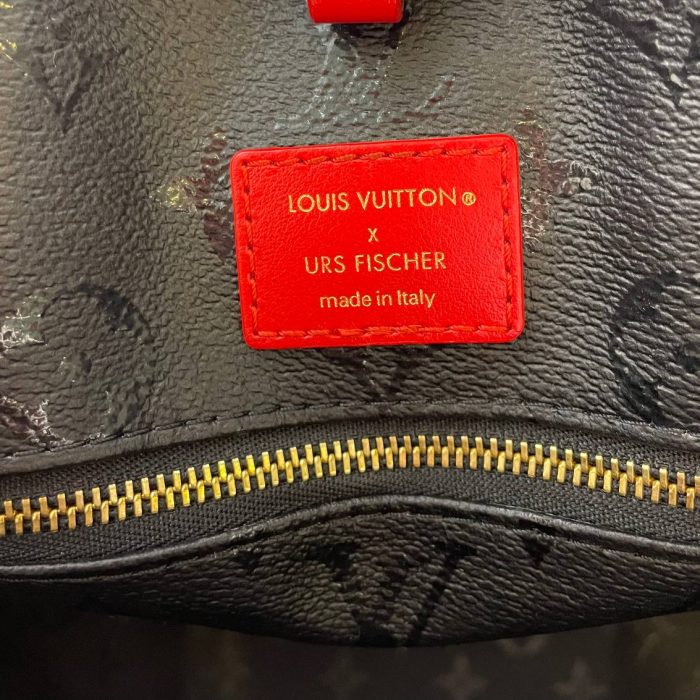 LOUIS VUITTON®
X
URS FISCHER
made in Italy